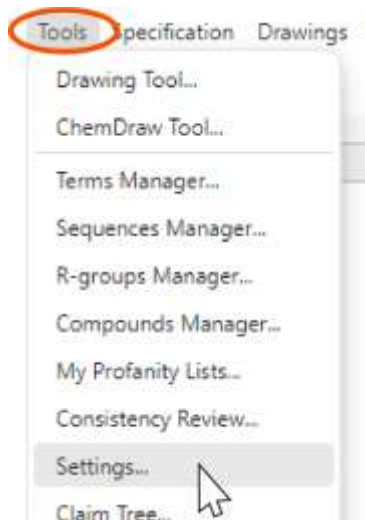 Tools Specification Drawings
Drawing Tool...
ChemDraw Tool...
Terms Manager...
Sequences Manager...
R-groups Manager...
Compounds Manager...
My Profanity Lists...
Consistency Review...
Settings...
Claim Tree...